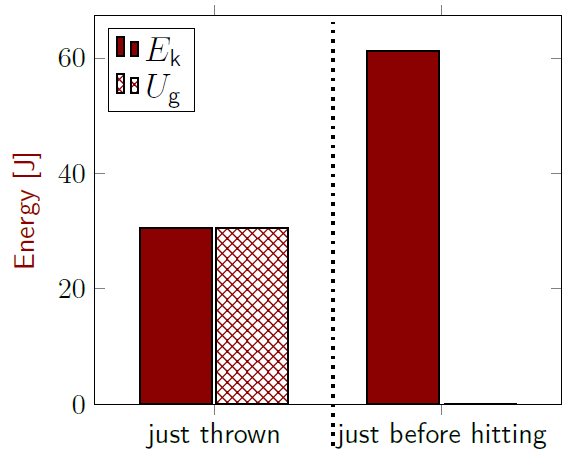 E_k
U_g
60
40
20
0
Energy [J]
just thrown
just before hitting